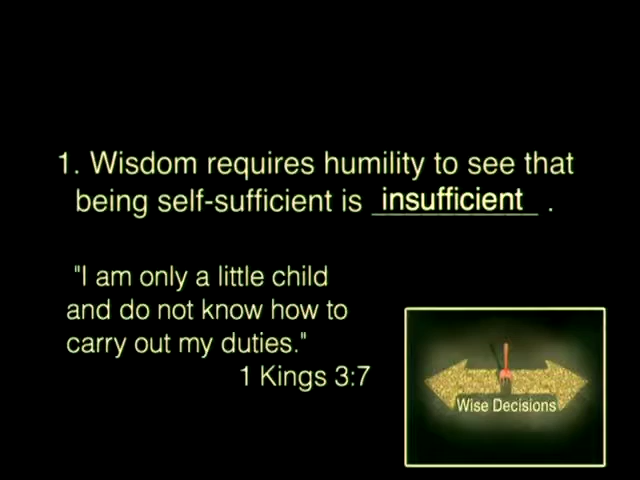 1. Wisdom requires humility to see that
being self-sufficient is insufficient .
"I am only a little child
and do not know how to
carry out my duties."
1 Kings 3:7
Wise Decisions